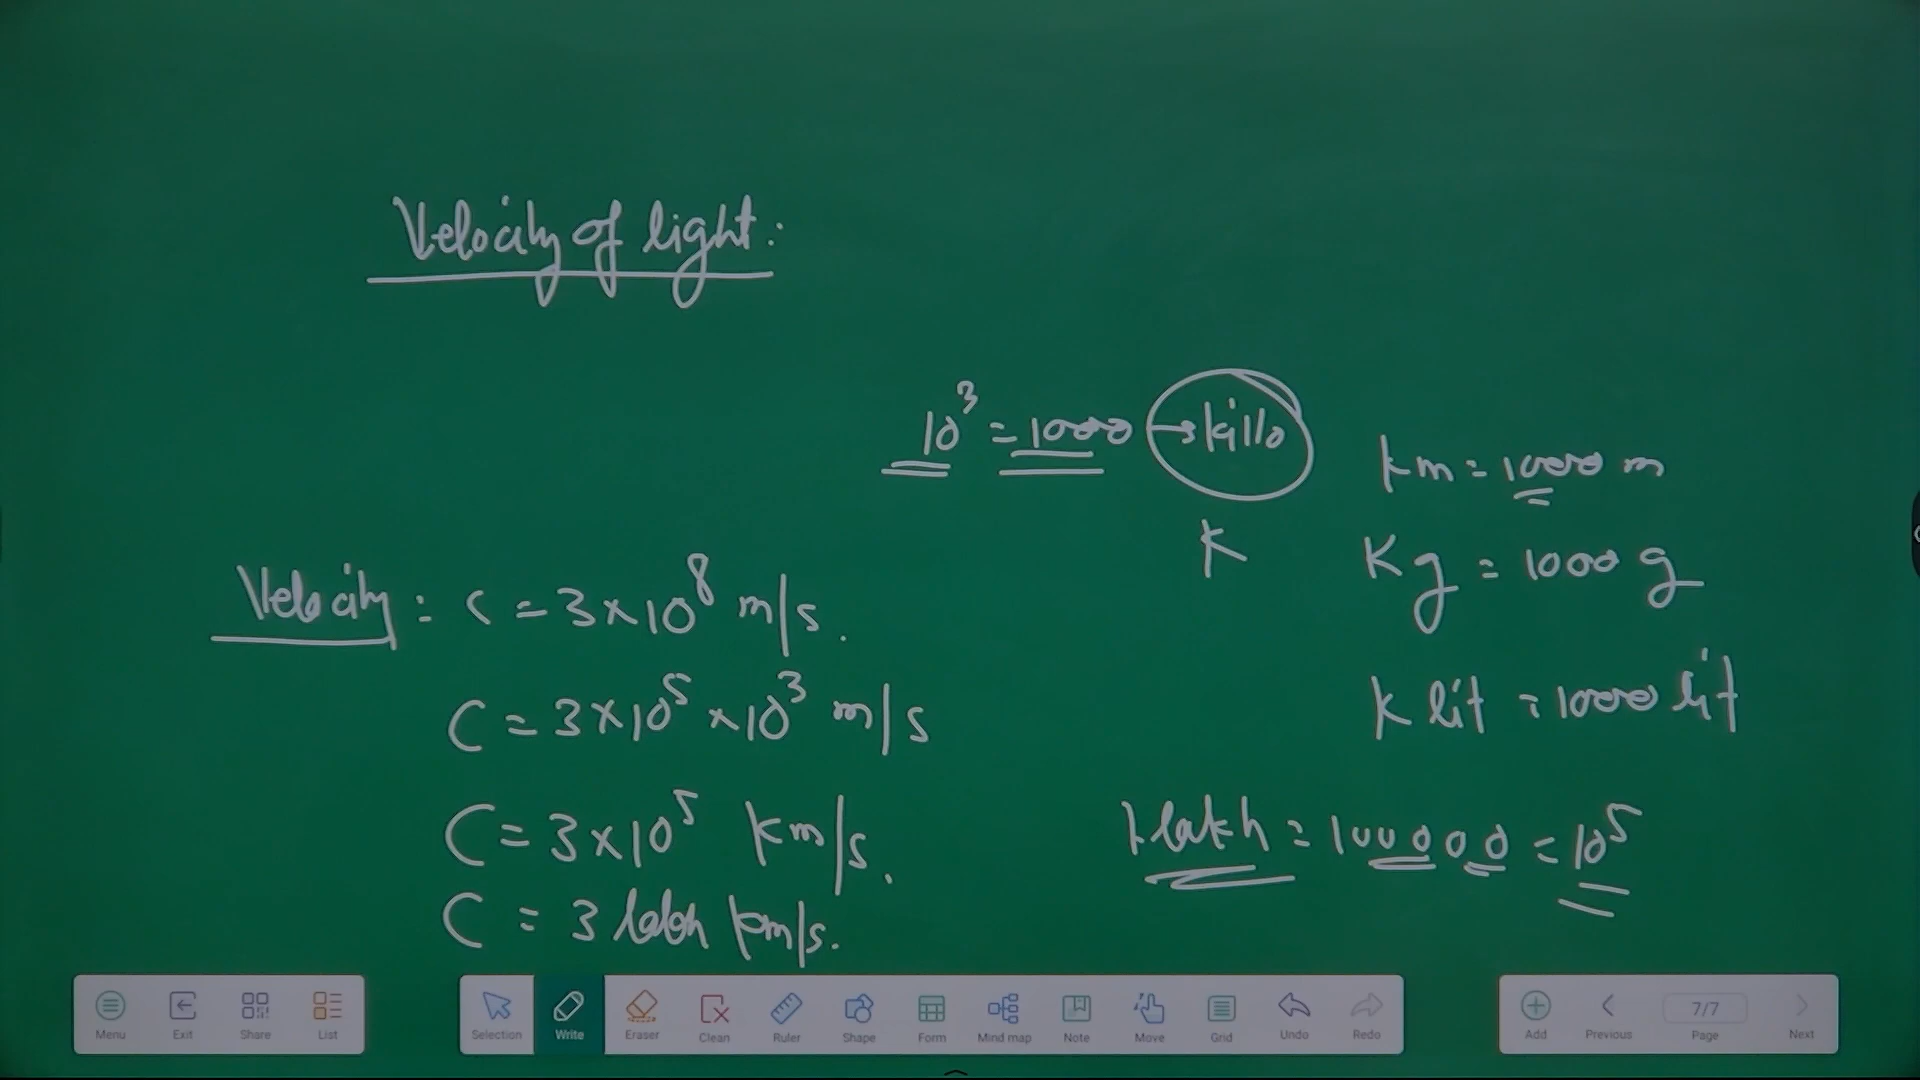 Velocity of light:
10³ = 1000 → killo
K
km = 1000 m
Kg = 1000 g
K lit = 1000 lit
Velocity : C = 3×10⁸ m/s.
C = 3×10⁵ ×10³ m/s
C = 3×10⁵ km/s.
C = 3 lakh km/s.
1 lakh = 100000 = 10⁵
Menu Exit Share List Selection Write Eraser Clean Ruler Shape Form Mind map Note Move Grid Undo Redo Add Previous 7/7 Page Next